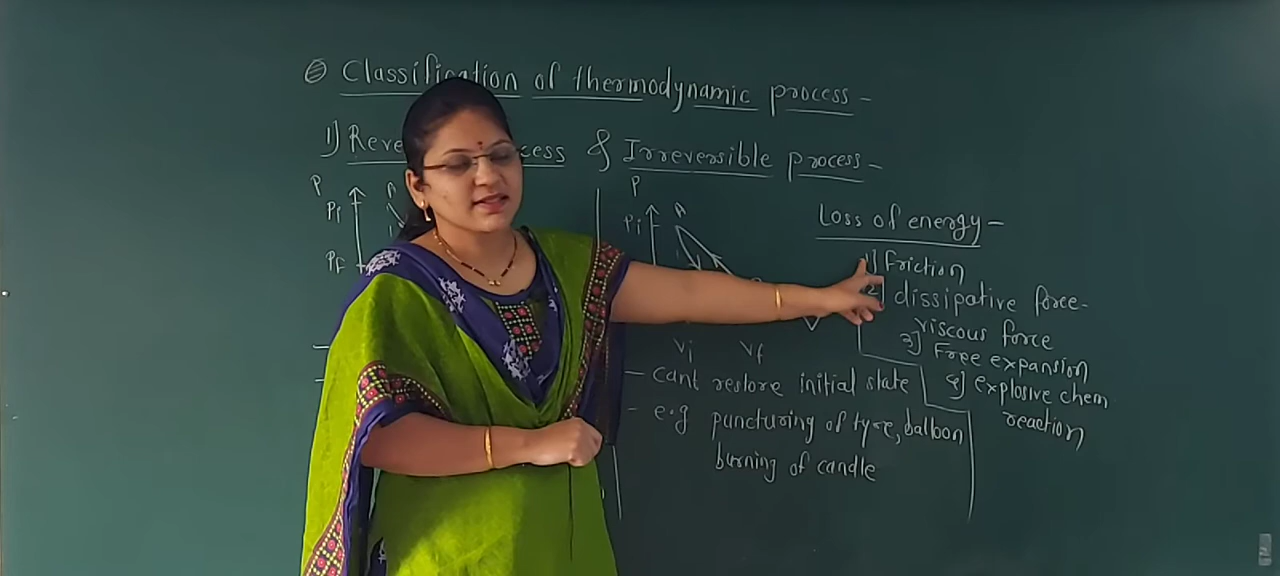 Classification of thermodynamic process -
1) Reve cess & Irreversible process -
P
Pi
A
PF
P
Pi
A
Vi Vf
V
- cant restore initial state
- e.g puncturing of tyre, balloon
burning of candle
Loss of energy -
1] Friction
2] dissipative force -
viscous force
3] Free expansion
4] explosive chem
reaction